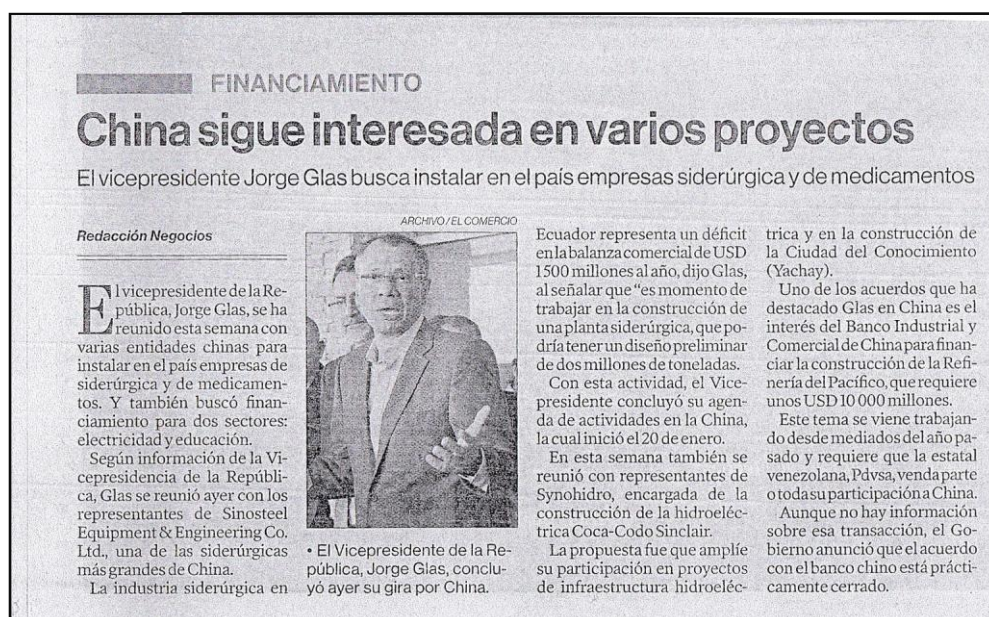 FINANCIAMIENTO
China sigue interesada en varios proyectos
El vicepresidente Jorge Glas busca instalar en el país empresas siderúrgica y de medicamentos
Redacción Negocios
El vicepresidente de la Re-
pública, Jorge Glas, se ha
reunido esta semana con
varias entidades chinas para
instalar en el país empresas de
siderúrgica y de medicamen-
tos. Y también buscó finan-
ciamiento para dos sectores:
electricidad y educación.
Según información de la Vi-
cepresidencia de la Repúbli-
ca, Glas se reunió ayer con los
representantes de Sinosteel
Equipment & Engineering Co.
Ltd., una de las siderúrgicas
más grandes de China.
La industria siderúrgica en
ARCHIVO / EL COMERCIO
• El Vicepresidente de la Re-
pública, Jorge Glas, conclu-
yó ayer su gira por China.
Ecuador representa un déficit
en la balanza comercial de USD
1500 millones al año, dijo Glas,
al señalar que “es momento de
trabajar en la construcción de
una planta siderúrgica, que po-
dría tener un diseño preliminar
de dos millones de toneladas.
Con esta actividad, el Vice-
presidente concluyó su agen-
da de actividades en la China,
la cual inició el 20 de enero.
En esta semana también se
reunió con representantes de
Synohidro, encargada de la
construcción de la hidroeléc-
trica Coca-Codo Sinclair.
La propuesta fue que amplíe
su participación en proyectos
de infraestructura hidroeléc-
trica y en la construcción de
la Ciudad del Conocimiento
(Yachay).
Uno de los acuerdos que ha
destacado Glas en China es el
interés del Banco Industrial y
Comercial de China para finan-
ciar la construcción de la Refi-
nería del Pacífico, que requiere
unos USD 10 000 millones.
Este tema se viene trabajan-
do desde mediados del año pa-
sado y requiere que la estatal
venezolana, Pdvsa, venda parte
o toda su participación a China.
Aunque no hay información
sobre esa transacción, el Go-
bierno anunció que el acuerdo
con el banco chino está prácti-
camente cerrado.